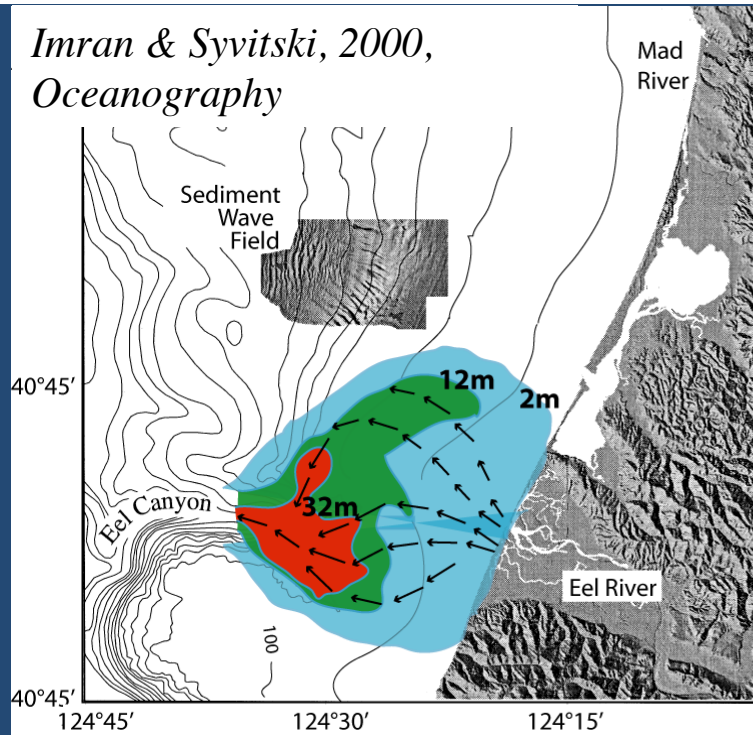 Imran & Syvitski, 2000,
Oceanography
Mad
River
Sediment
Wave
Field
40°45′
12m
2m
32m
Eel Canyon
Eel River
100
40°45′
124°45′
124°30′
124°15′